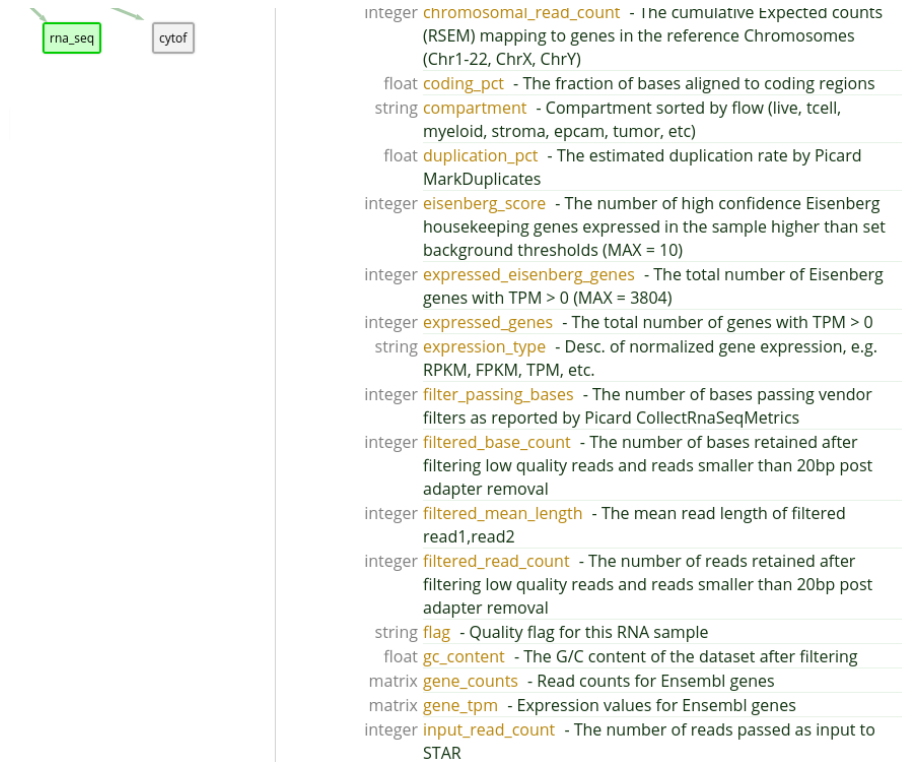 rna_seq
cytof
integer chromosomal_read_count - The cumulative Expected counts
(RSEM) mapping to genes in the reference Chromosomes
(Chr1-22, ChrX, ChrY)
float coding_pct - The fraction of bases aligned to coding regions
string compartment - Compartment sorted by flow (live, tcell,
myeloid, stroma, epcam, tumor, etc)
float duplication_pct - The estimated duplication rate by Picard
MarkDuplicates
integer eisenberg_score - The number of high confidence Eisenberg
housekeeping genes expressed in the sample higher than set
background thresholds (MAX = 10)
integer expressed_eisenberg_genes - The total number of Eisenberg
genes with TPM > 0 (MAX = 3804)
integer expressed_genes - The total number of genes with TPM > 0
string expression_type - Desc. of normalized gene expression, e.g.
RPKM, FPKM, TPM, etc.
integer filter_passing_bases - The number of bases passing vendor
filters as reported by Picard CollectRnaSeqMetrics
integer filtered_base_count - The number of bases retained after
filtering low quality reads and reads smaller than 20bp post
adapter removal
integer filtered_mean_length - The mean read length of filtered
read1,read2
integer filtered_read_count - The number of reads retained after
filtering low quality reads and reads smaller than 20bp post
adapter removal
string flag - Quality flag for this RNA sample
float gc_content - The G/C content of the dataset after filtering
matrix gene_counts - Read counts for Ensembl genes
matrix gene_tpm - Expression values for Ensembl genes
integer input_read_count - The number of reads passed as input to
STAR